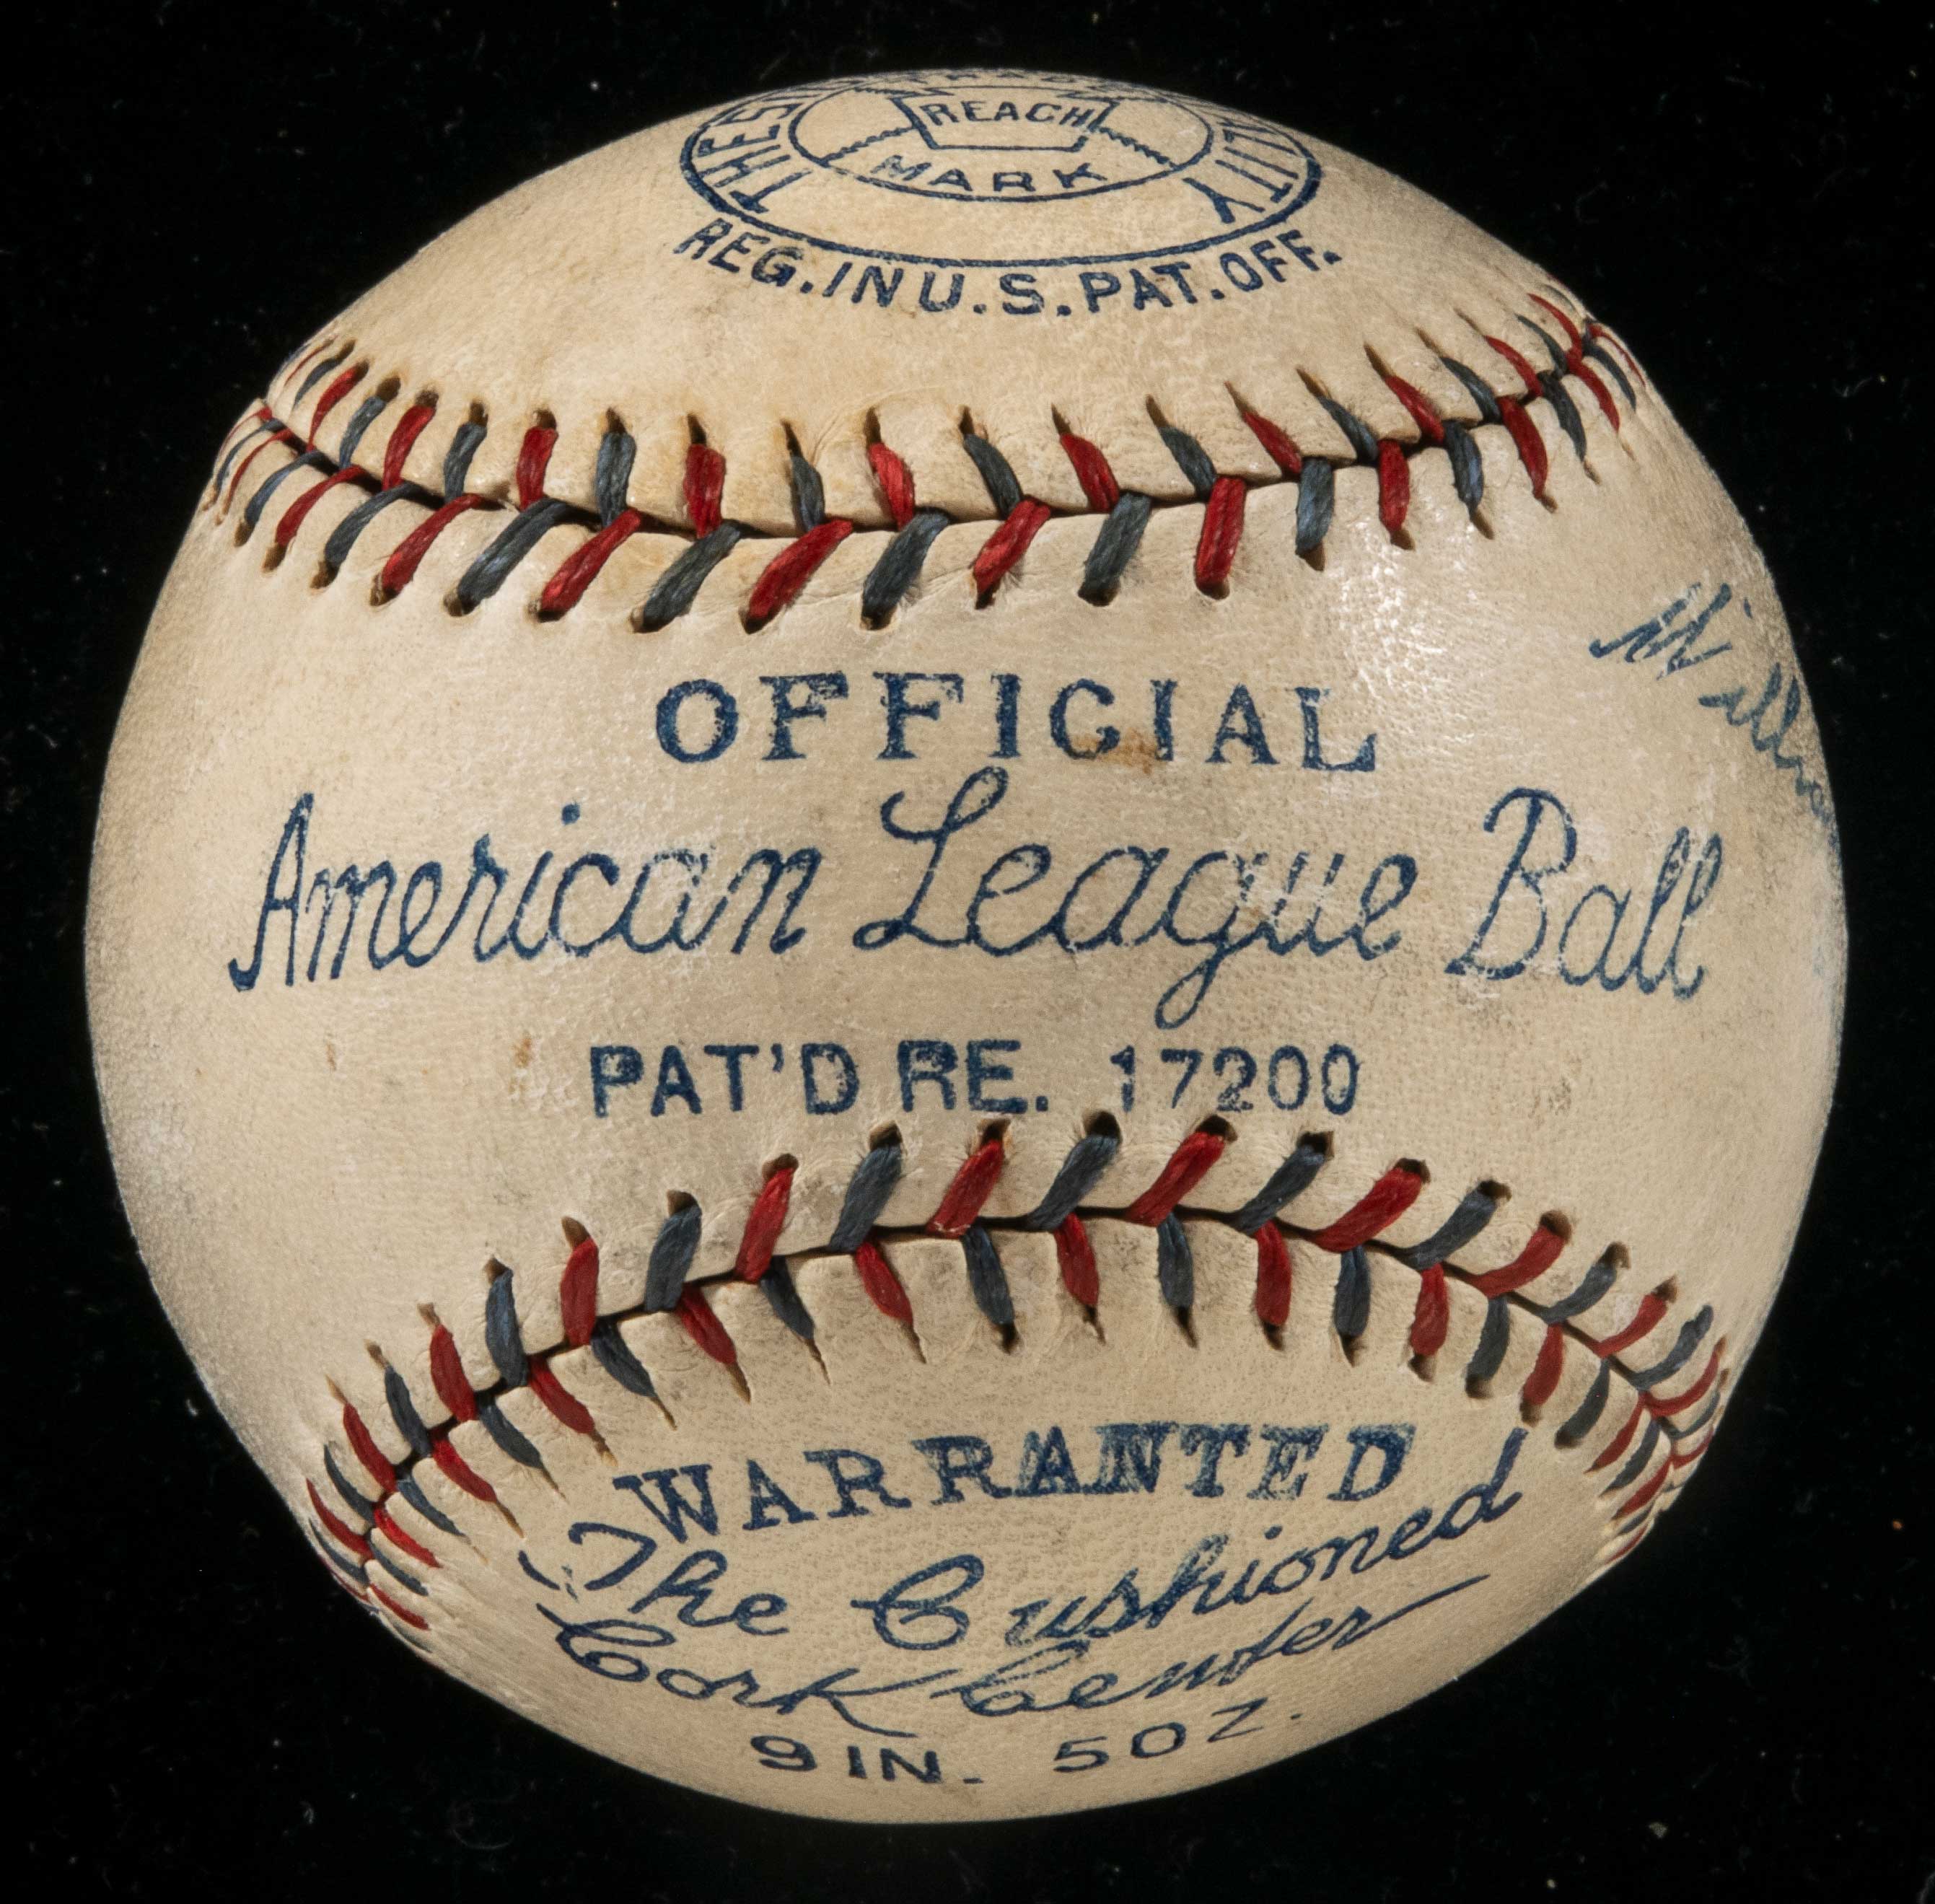 REACH
MARK
REG. IN U.S. PAT. OFF.
OFFICIAL
American League Ball
PAT'D RE. 17200
WARRANTED
The Cushioned
Cork Center
9 IN. 5 OZ.